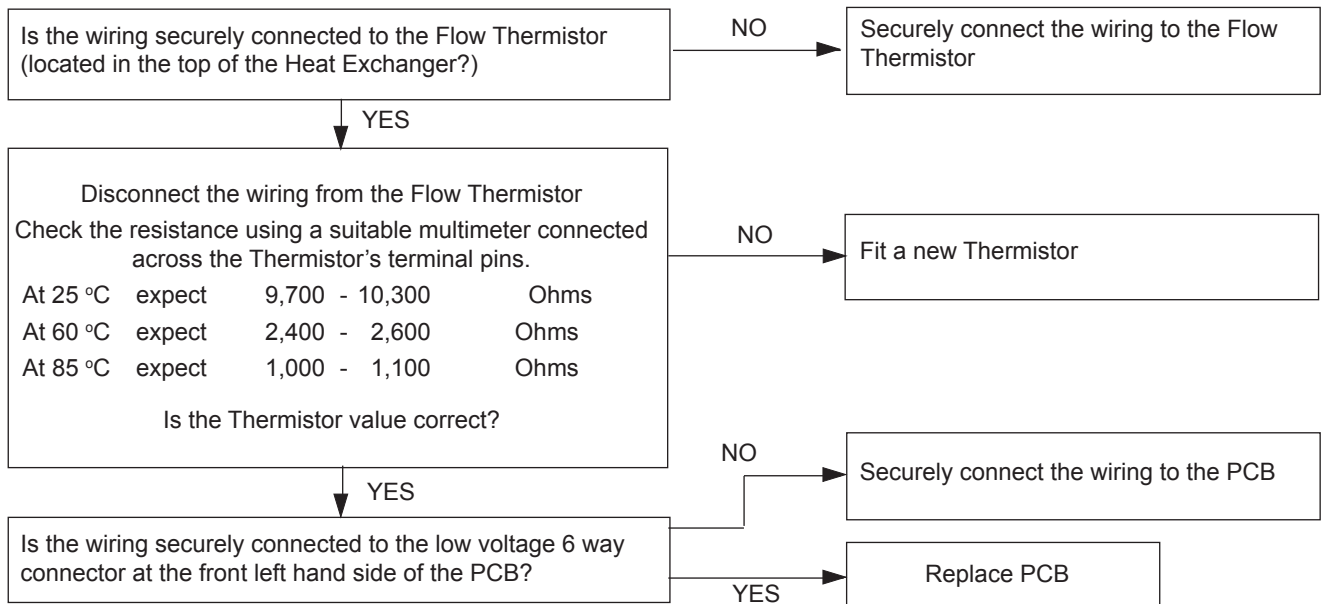 Is the wiring securely connected to the Flow Thermistor
(located in the top of the Heat Exchanger?)
NO
Securely connect the wiring to the Flow
Thermistor
YES
Disconnect the wiring from the Flow Thermistor
Check the resistance using a suitable multimeter connected
across the Thermistor’s terminal pins.
At 25 °C expect 9,700 - 10,300 Ohms
At 60 °C expect 2,400 - 2,600 Ohms
At 85 °C expect 1,000 - 1,100 Ohms
Is the Thermistor value correct?
NO
Fit a new Thermistor
YES
Is the wiring securely connected to the low voltage 6 way
connector at the front left hand side of the PCB?
NO
Securely connect the wiring to the PCB
YES
Replace PCB